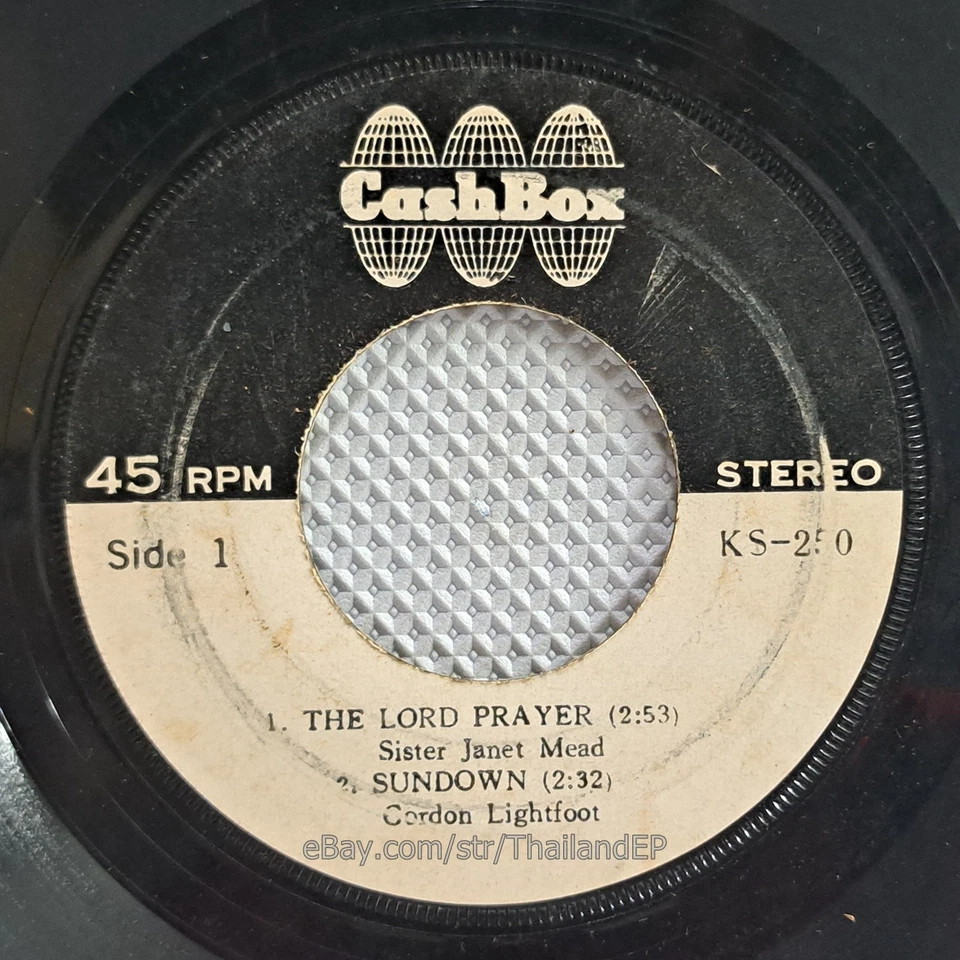 CashBox
45 RPM
STEREO
Side 1
1. THE LORD PRAYER (2:53)
Sister Janet Mead
2. SUNDOWN (2:32)
Gordon Lightfoot
eBay.com/str/ThailandEP